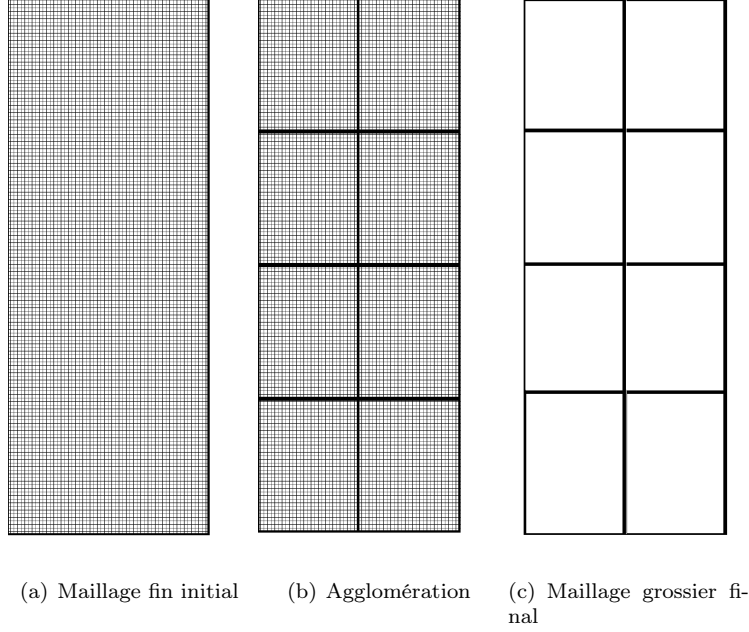 (a) Maillage fin initial
(b) Agglomération
(c) Maillage grossier fi-
nal